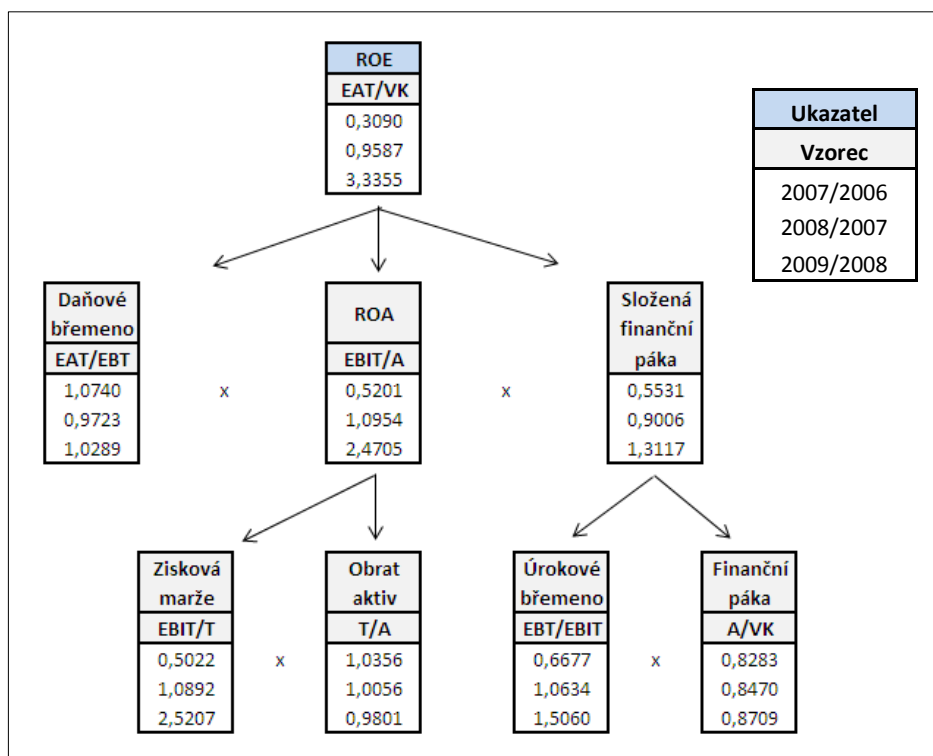 ROE
EAT/VK
0,3090
0,9587
3,3355
Ukazatel
Vzorec
2007/2006
2008/2007
2009/2008
Daňové
břemeno
EAT/EBT
1,0740
0,9723
1,0289
x
ROA
EBIT/A
0,5201
1,0954
2,4705
x
Složená
finanční
páka
0,5531
0,9006
1,3117
Zisková
marže
EBIT/T
0,5022
1,0892
2,5207
x
Obrat
aktiv
T/A
1,0356
1,0056
0,9801
Úrokové
břemeno
EBT/EBIT
0,6677
1,0634
1,5060
x
Finanční
páka
A/VK
0,8283
0,8470
0,8709